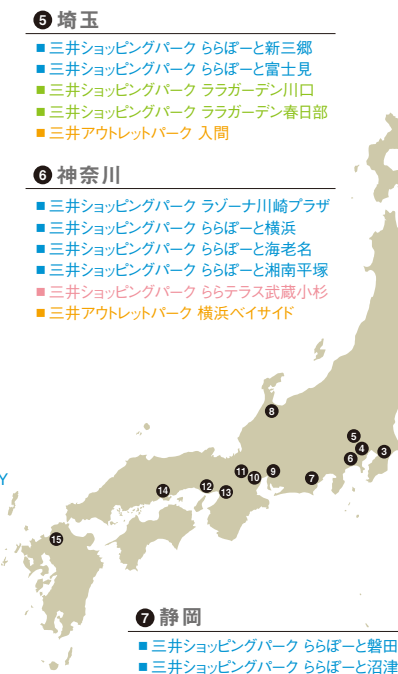 5 埼玉
■ 三井ショッピングパーク ららぽーと新三郷
■ 三井ショッピングパーク ららぽーと富士見
■ 三井ショッピングパーク ララガーデン川口
■ 三井ショッピングパーク ララガーデン春日部
■ 三井アウトレットパーク 入間
6 神奈川
■ 三井ショッピングパーク ラゾーナ川崎プラザ
■ 三井ショッピングパーク ららぽーと横浜
■ 三井ショッピングパーク ららぽーと海老名
■ 三井ショッピングパーク ららぽーと湘南平塚
■ 三井ショッピングパーク ららテラス武蔵小杉
■ 三井アウトレットパーク 横浜ベイサイド
8
5
4
3
6
11
10
9
7
14
12
13
Y
15
7 静岡
■ 三井ショッピングパーク ららぽーと磐田
■ 三井ショッピングパーク ららぽーと沼津